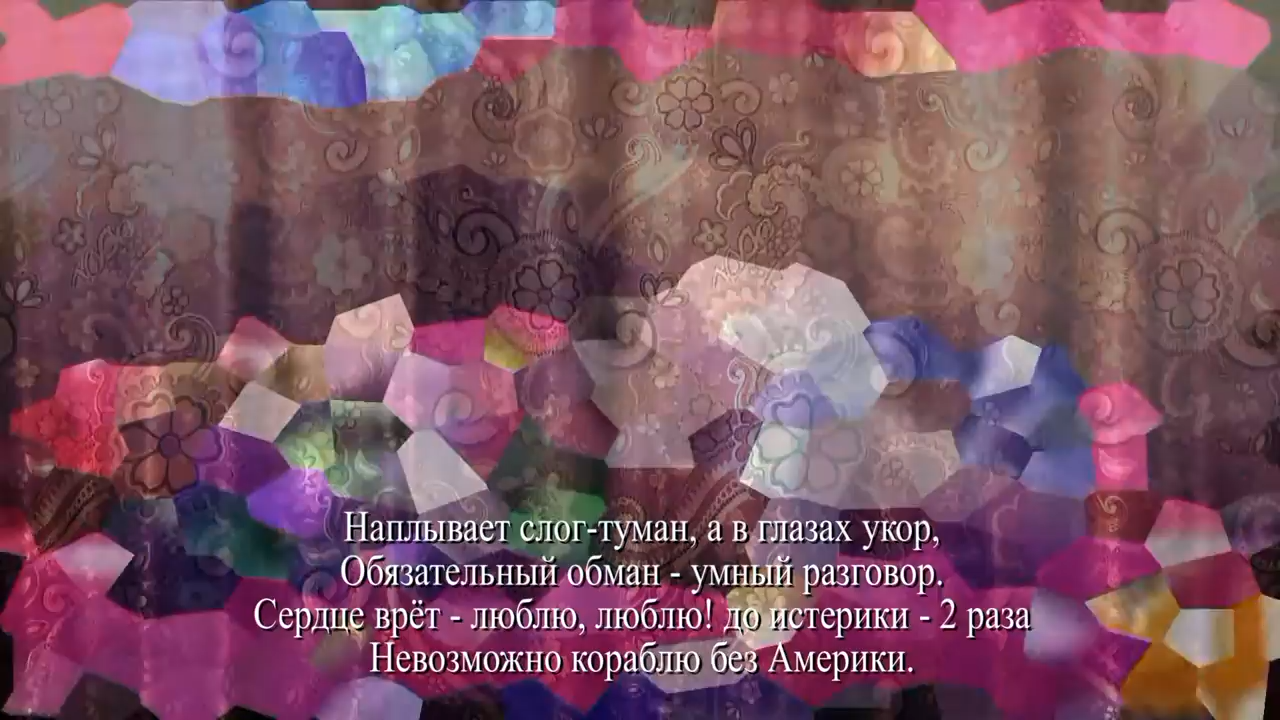 Наплывает слог-туман, а в глазах укор,
Обязательный обман - умный разговор.
Сердце врёт - люблю, люблю! до истерики - 2 раза
Невозможно кораблю без Америки.